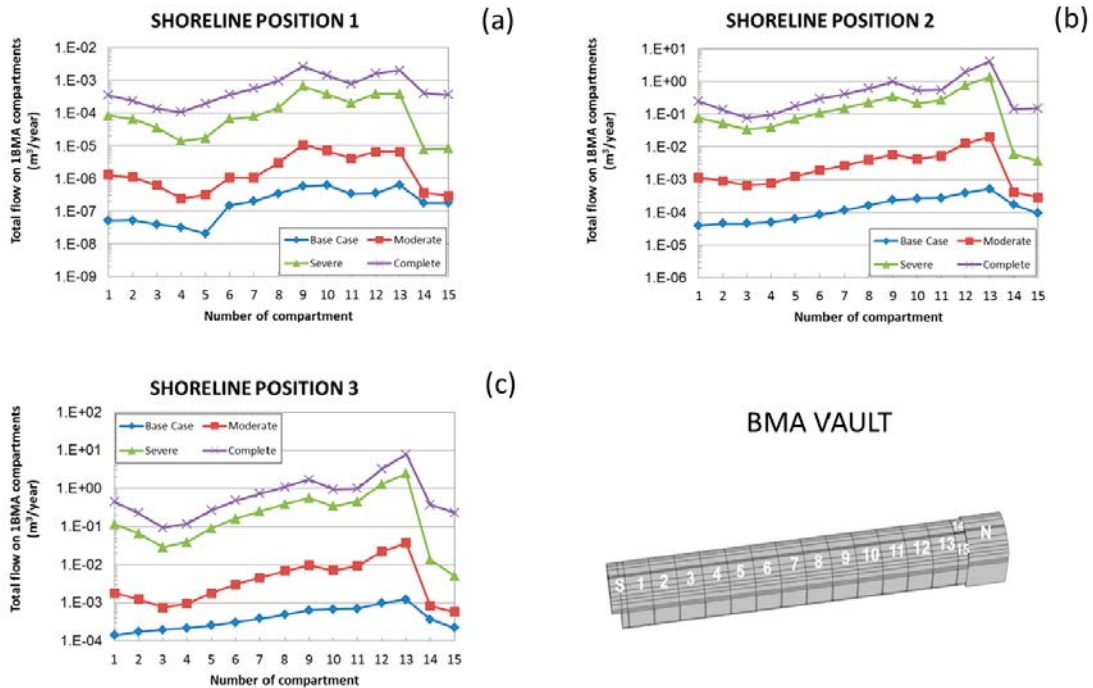 SHORELINE POSITION 1
(a)
Total flow on 1BMA compartments
(m³/year)
1.E-02
1.E-03
1.E-04
1.E-05
1.E-06
1.E-07
1.E-08
1.E-09
Base Case Moderate
Severe Complete
1 2 3 4 5 6 7 8 9 10 11 12 13 14 15
Number of compartment
SHORELINE POSITION 2
(b)
Total flow on 1BMA compartments
(m³/year)
1.E+01
1.E+00
1.E-01
1.E-02
1.E-03
1.E-04
1.E-05
1.E-06
Base Case Moderate
Severe Complete
1 2 3 4 5 6 7 8 9 10 11 12 13 14 15
Number of compartment
SHORELINE POSITION 3
(c)
Total flow on 1BMA compartments
(m³/year)
1.E+02
1.E+01
1.E+00
1.E-01
1.E-02
1.E-03
1.E-04
Base Case Moderate
Severe Complete
1 2 3 4 5 6 7 8 9 10 11 12 13 14 15
Number of compartment
BMA VAULT
S 1 2 3 4 5 6 7 8 9 10 11 12 13 14 15 N